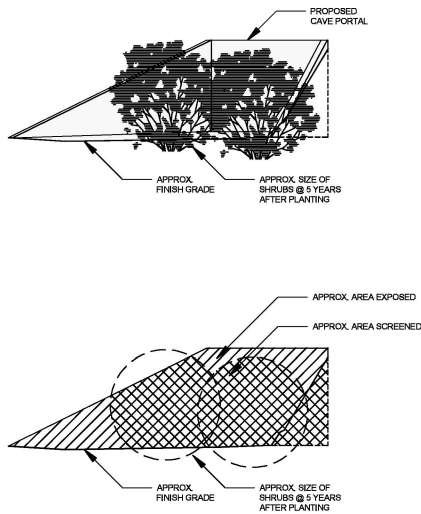 PROPOSED
CAVE PORTAL
APPROX.
FINISH GRADE
APPROX. SIZE OF
SHRUBS @ 5 YEARS
AFTER PLANTING
APPROX. AREA EXPOSED
APPROX. AREA SCREENED
APPROX.
FINISH GRADE
APPROX. SIZE OF
SHRUBS @ 5 YEARS
AFTER PLANTING